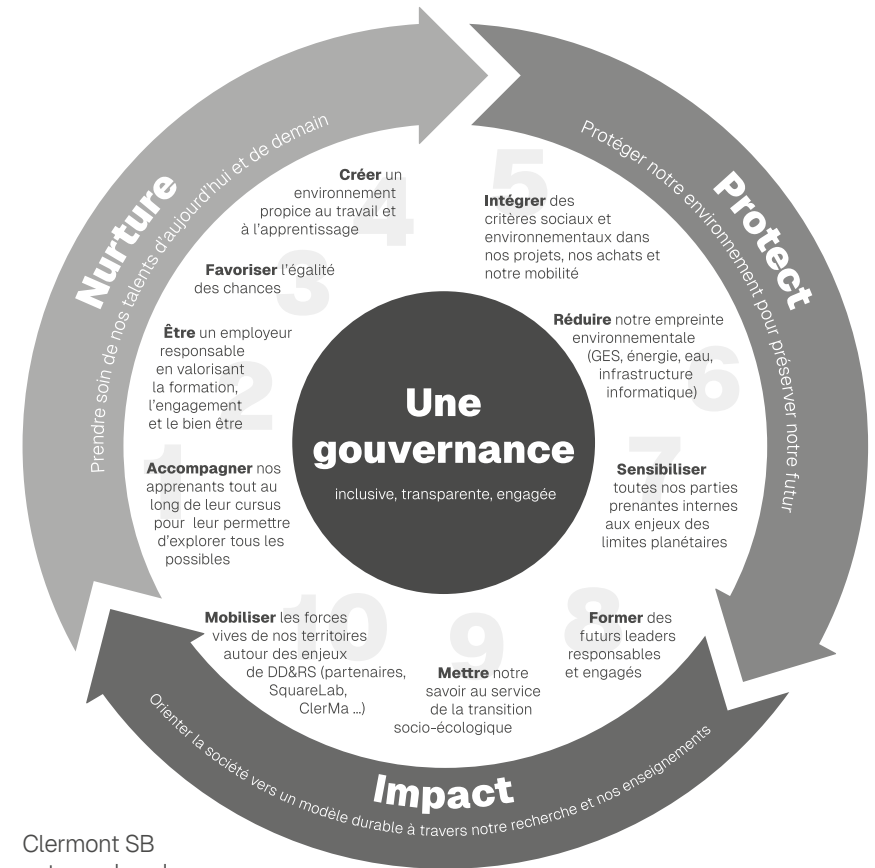 Nurture
Prendre soin de nos talents d'aujourd'hui et de demain
Protect
Protéger notre environnement pour préserver notre futur
Impact
Orienter la société vers un modèle durable à travers notre recherche et nos enseignements
Une
gouvernance
inclusive, transparente, engagée
1
Accompagner nos
apprenants tout au
long de leur cursus
pour leur permettre
d'explorer tous les
possibles
2
Être un employeur
responsable
en valorisant
la formation,
l'engagement
et le bien être
3
Favoriser l'égalité
des chances
4
Créer un
environnement
propice au travail et
à l'apprentissage
5
Intégrer des
critères sociaux et
environnementaux dans
nos projets, nos achats et
notre mobilité
6
Réduire notre empreinte
environnementale
(GES, énergie, eau,
infrastructure
informatique)
7
Sensibiliser
toutes nos parties
prenantes internes
aux enjeux des
limites planétaires
8
Former des
futurs leaders
responsables
et engagés
9
Mettre notre
savoir au service
de la transition
socio-écologique
10
Mobiliser les forces
vives de nos territoires
autour des enjeux
de DD&RS (partenaires,
SquareLab,
ClerMa ...)
Clermont SB